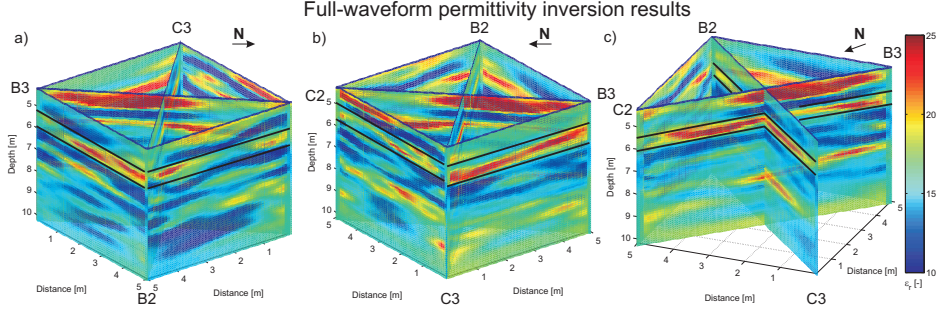 Full-waveform permittivity inversion results
a)
C3
N
B3
5
6
7
8
9
10
Depth [m]
1
2
3
4
5
5
4
3
2
1
Distance [m]
Distance [m]
B2
b)
B2
N
C2
5
6
7
8
9
10
Depth [m]
5
4
3
2
1
1
2
3
4
5
Distance [m]
Distance [m]
C3
c)
B2
N
B3
B3
C2
5
6
7
8
9
10
Depth [m]
5
4
3
2
1
1
2
3
4
5
Distance [m]
Distance [m]
C3
25
20
15
10
εr [-]